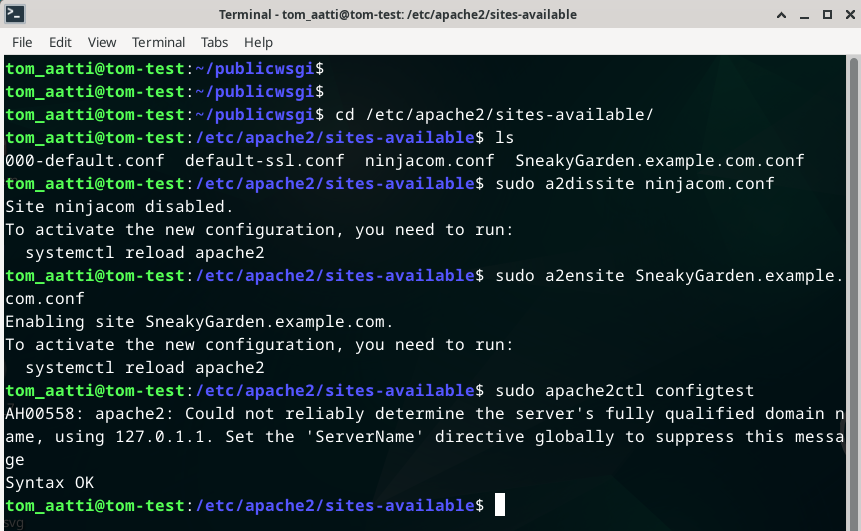 Terminal - tom_aatti@tom-test: /etc/apache2/sites-available
File Edit View Terminal Tabs Help
tom_aatti@tom-test:~/publicwsgi$
tom_aatti@tom-test:~/publicwsgi$
tom_aatti@tom-test:~/publicwsgi$ cd /etc/apache2/sites-available/
tom_aatti@tom-test:/etc/apache2/sites-available$ ls
000-default.conf  default-ssl.conf  ninjacom.conf  SneakyGarden.example.com.conf
tom_aatti@tom-test:/etc/apache2/sites-available$ sudo a2dissite ninjacom.conf
Site ninjacom disabled.
To activate the new configuration, you need to run:
  systemctl reload apache2
tom_aatti@tom-test:/etc/apache2/sites-available$ sudo a2ensite SneakyGarden.example.
com.conf
Enabling site SneakyGarden.example.com.
To activate the new configuration, you need to run:
  systemctl reload apache2
tom_aatti@tom-test:/etc/apache2/sites-available$ sudo apache2ctl configtest
AH00558: apache2: Could not reliably determine the server's fully qualified domain n
ame, using 127.0.1.1. Set the 'ServerName' directive globally to suppress this messa
ge
Syntax OK
tom_aatti@tom-test:/etc/apache2/sites-available$
svg